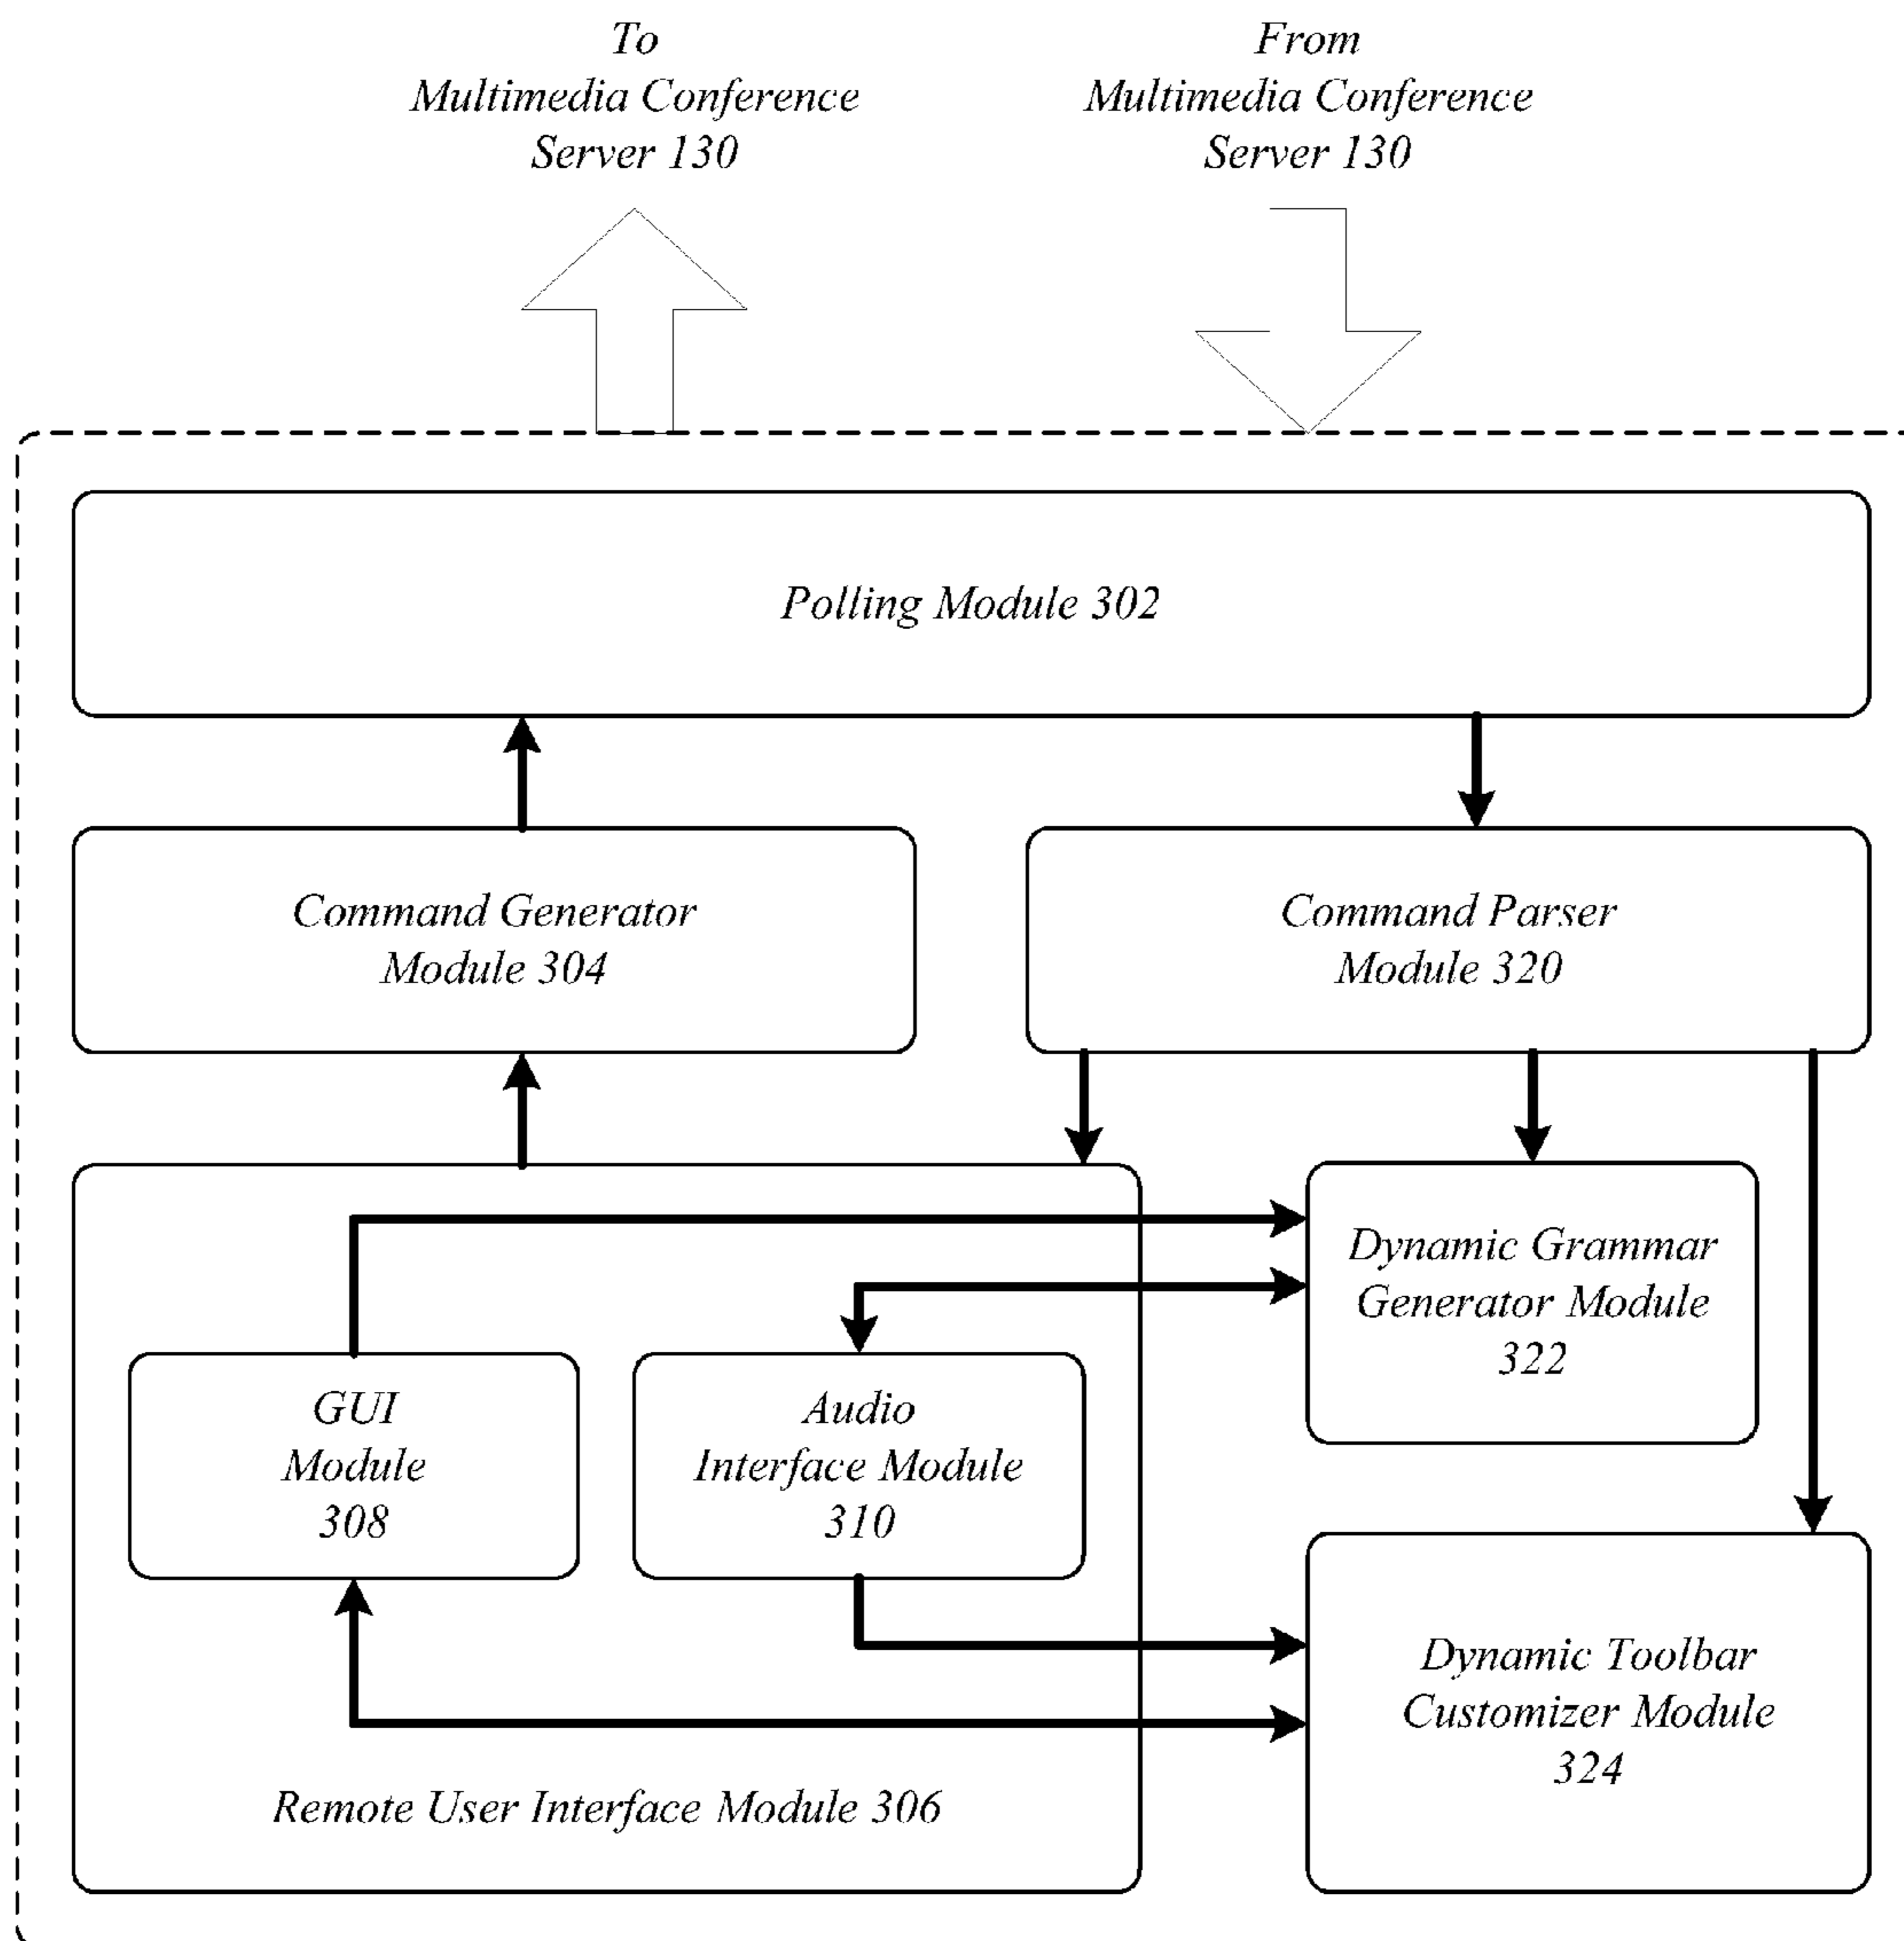 To
Multimedia Conference
Server 130
From
Multimedia Conference
Server 130
Polling Module 302
Command Generator
Module 304
Command Parser
Module 320
Dynamic Grammar
Generator Module
322
GUI
Module
308
Audio
Interface Module
310
Dynamic Toolbar
Customizer Module
324
Remote User Interface Module 306